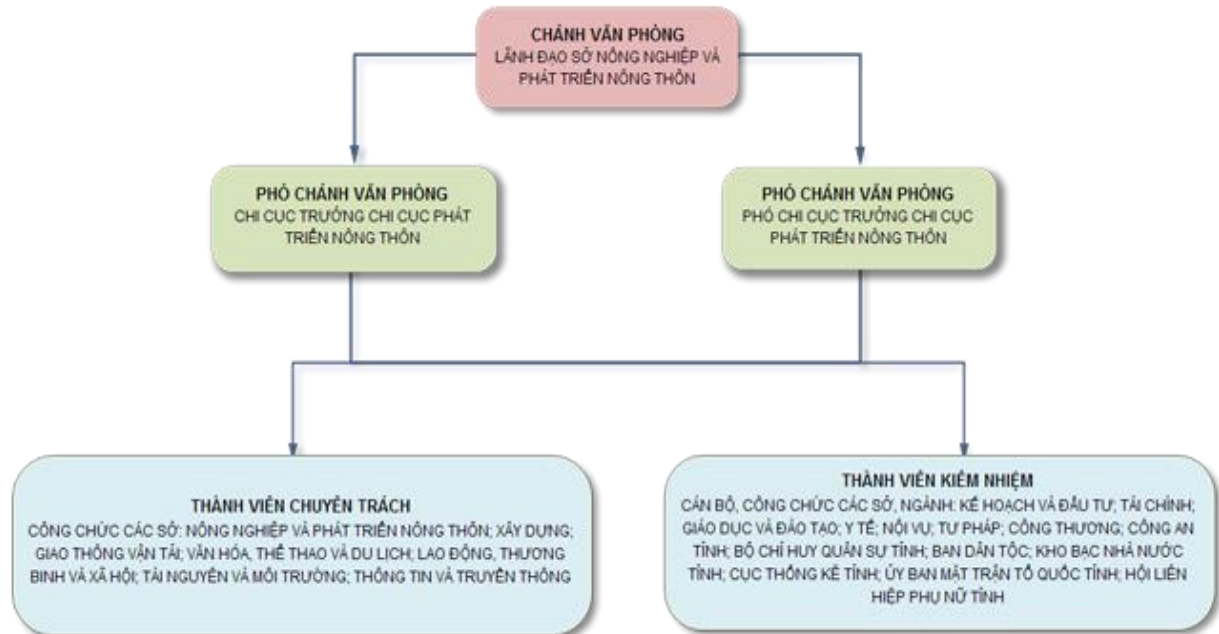 CHÁNH VĂN PHÒNG
LÃNH ĐẠO SỞ NÔNG NGHIỆP VÀ
PHÁT TRIỂN NÔNG THÔN
PHÓ CHÁNH VĂN PHÒNG
CHI CỤC TRƯỞNG CHI CỤC PHÁT
TRIỂN NÔNG THÔN
PHÓ CHÁNH VĂN PHÒNG
PHÓ CHI CỤC TRƯỞNG CHI CỤC
PHÁT TRIỂN NÔNG THÔN
THÀNH VIÊN CHUYÊN TRÁCH
CÔNG CHỨC CÁC SỞ: NÔNG NGHIỆP VÀ PHÁT TRIỂN NÔNG THÔN; XÂY DỰNG;
GIAO THÔNG VẬN TẢI; VĂN HÓA, THỂ THAO VÀ DU LỊCH; LAO ĐỘNG, THƯƠNG
BINH VÀ XÃ HỘI; TÀI NGUYÊN VÀ MÔI TRƯỜNG; THÔNG TIN VÀ TRUYỀN THÔNG
THÀNH VIÊN KIÊM NHIỆM
CÁN BỘ, CÔNG CHỨC CÁC SỞ, NGÀNH: KẾ HOẠCH VÀ ĐẦU TƯ; TÀI CHÍNH;
GIÁO DỤC VÀ ĐÀO TẠO; Y TẾ; NỘI VỤ; TƯ PHÁP; CÔNG THƯƠNG; CÔNG AN
TỈNH; BỘ CHỈ HUY QUÂN SỰ TỈNH; BAN DÂN TỘC; KHO BẠC NHÀ NƯỚC
TỈNH; CỤC THỐNG KÊ TỈNH; ỦY BAN MẶT TRẬN TỔ QUỐC TỈNH; HỘI LIÊN
HIỆP PHỤ NỮ TỈNH